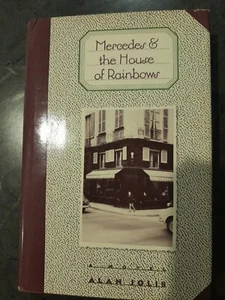 Mercedes &
the House
of Rainbows
A NOVEL
ALAN JOLIS